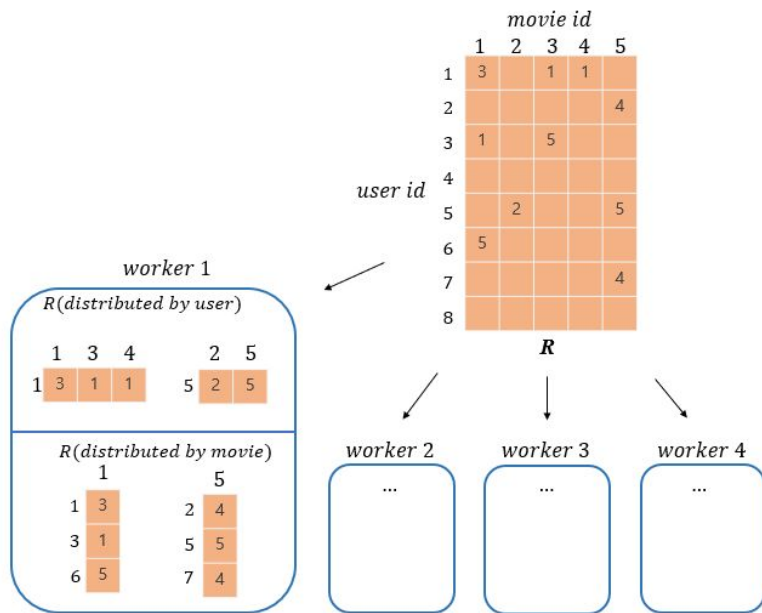 movie id
1 2 3 4 5
1 3 1 1
2 4
3 1 5
4
user id
5 2 5
6 5
7 4
8
R
worker 1
R(distributed by user)
1 3 4
1 3 1 1
2 5
5 2 5
R(distributed by movie)
1
1 3
3 1
6 5
5
2 4
5 5
7 4
worker 2
...
worker 3
...
worker 4
...